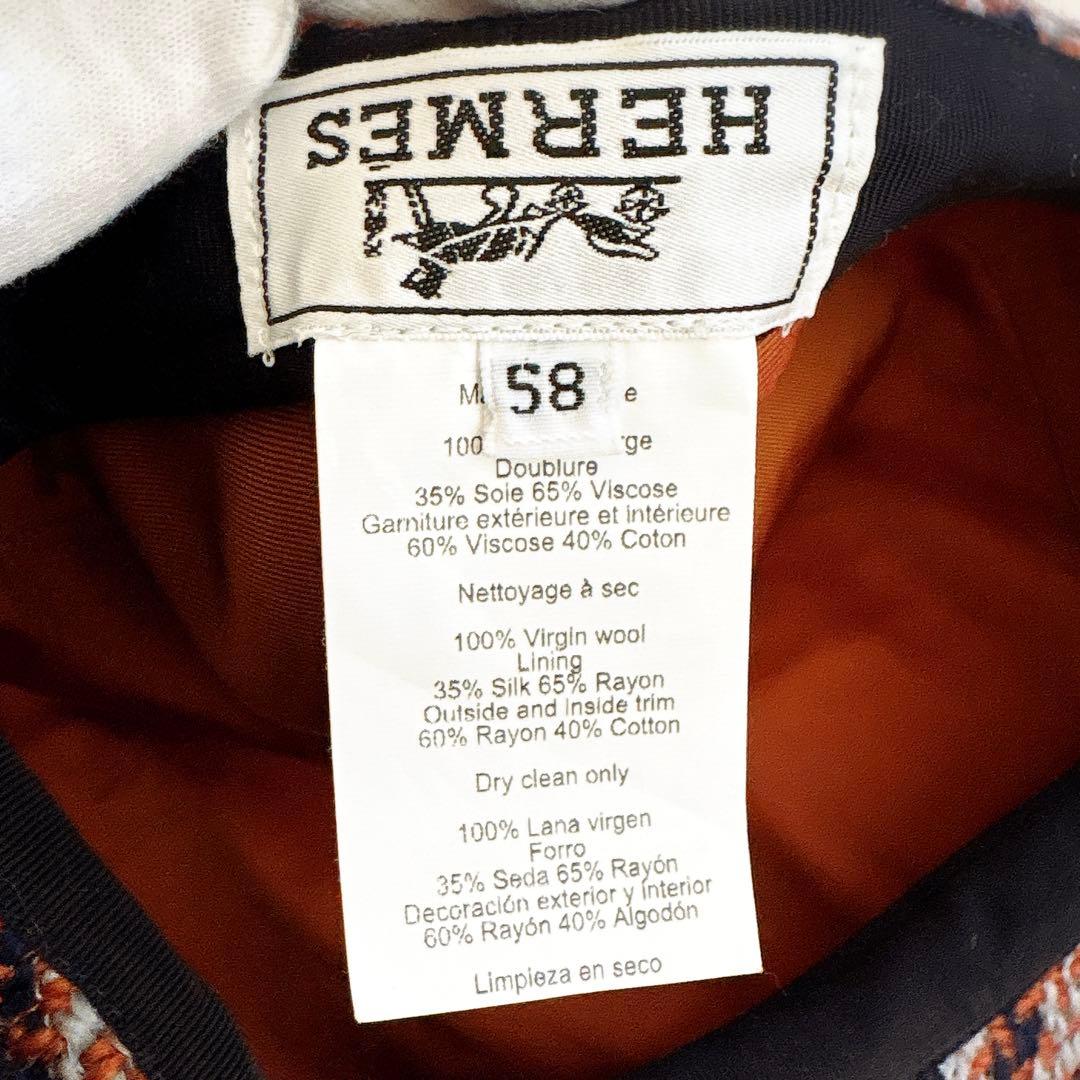 HERMES
58
100
Doublure
35% Soie 65% Viscose
Garniture extérieure et intérieure
60% Viscose 40% Coton
Nettoyage à sec
100% Virgin wool
Lining
35% Silk 65% Rayon
Outside and inside trim
60% Rayon 40% Cotton
Dry clean only
100% Lana virgen
Forro
35% Seda 65% Rayón
Decoración exterior y interior
60% Rayón 40% Algodón
Limpieza en seco